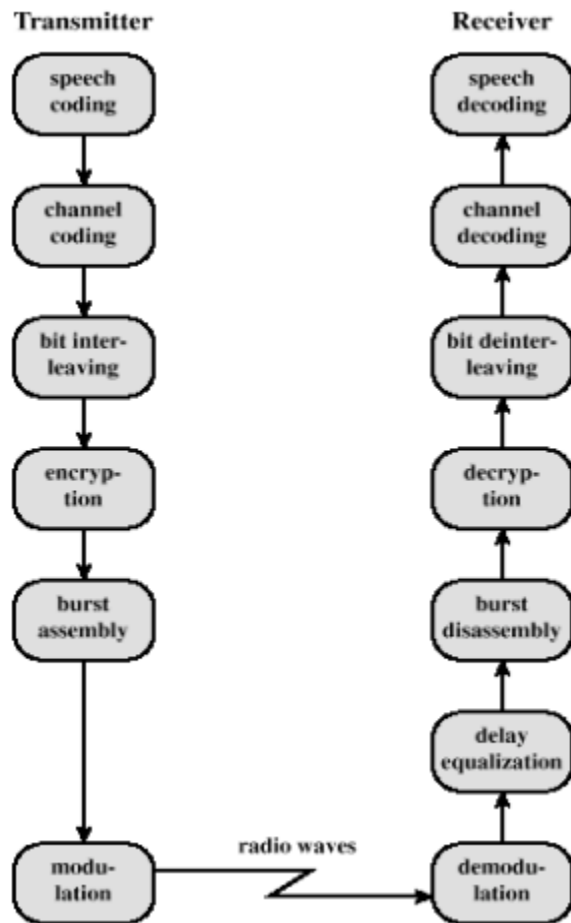 Transmitter
speech
coding
channel
coding
bit inter-
leaving
encryp-
tion
burst
assembly
modu-
lation
radio waves
Receiver
speech
decoding
channel
decoding
bit deinter-
leaving
decryp-
tion
burst
disassembly
delay
equalization
demodu-
lation